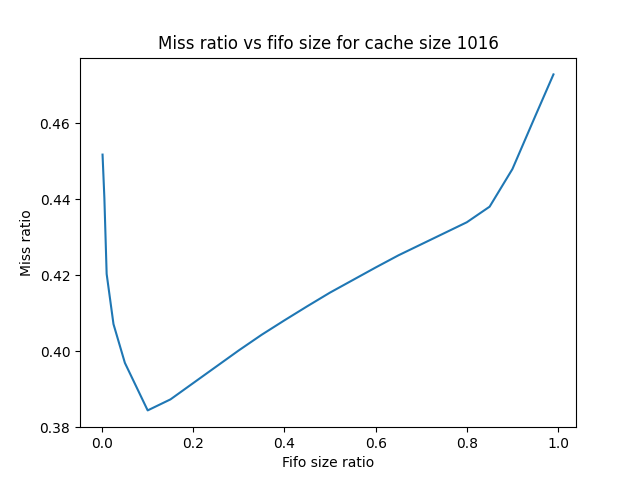 Miss ratio vs fifo size for cache size 1016
Miss ratio
0.46
0.44
0.42
0.40
0.38
0.0 0.2 0.4 0.6 0.8 1.0
Fifo size ratio